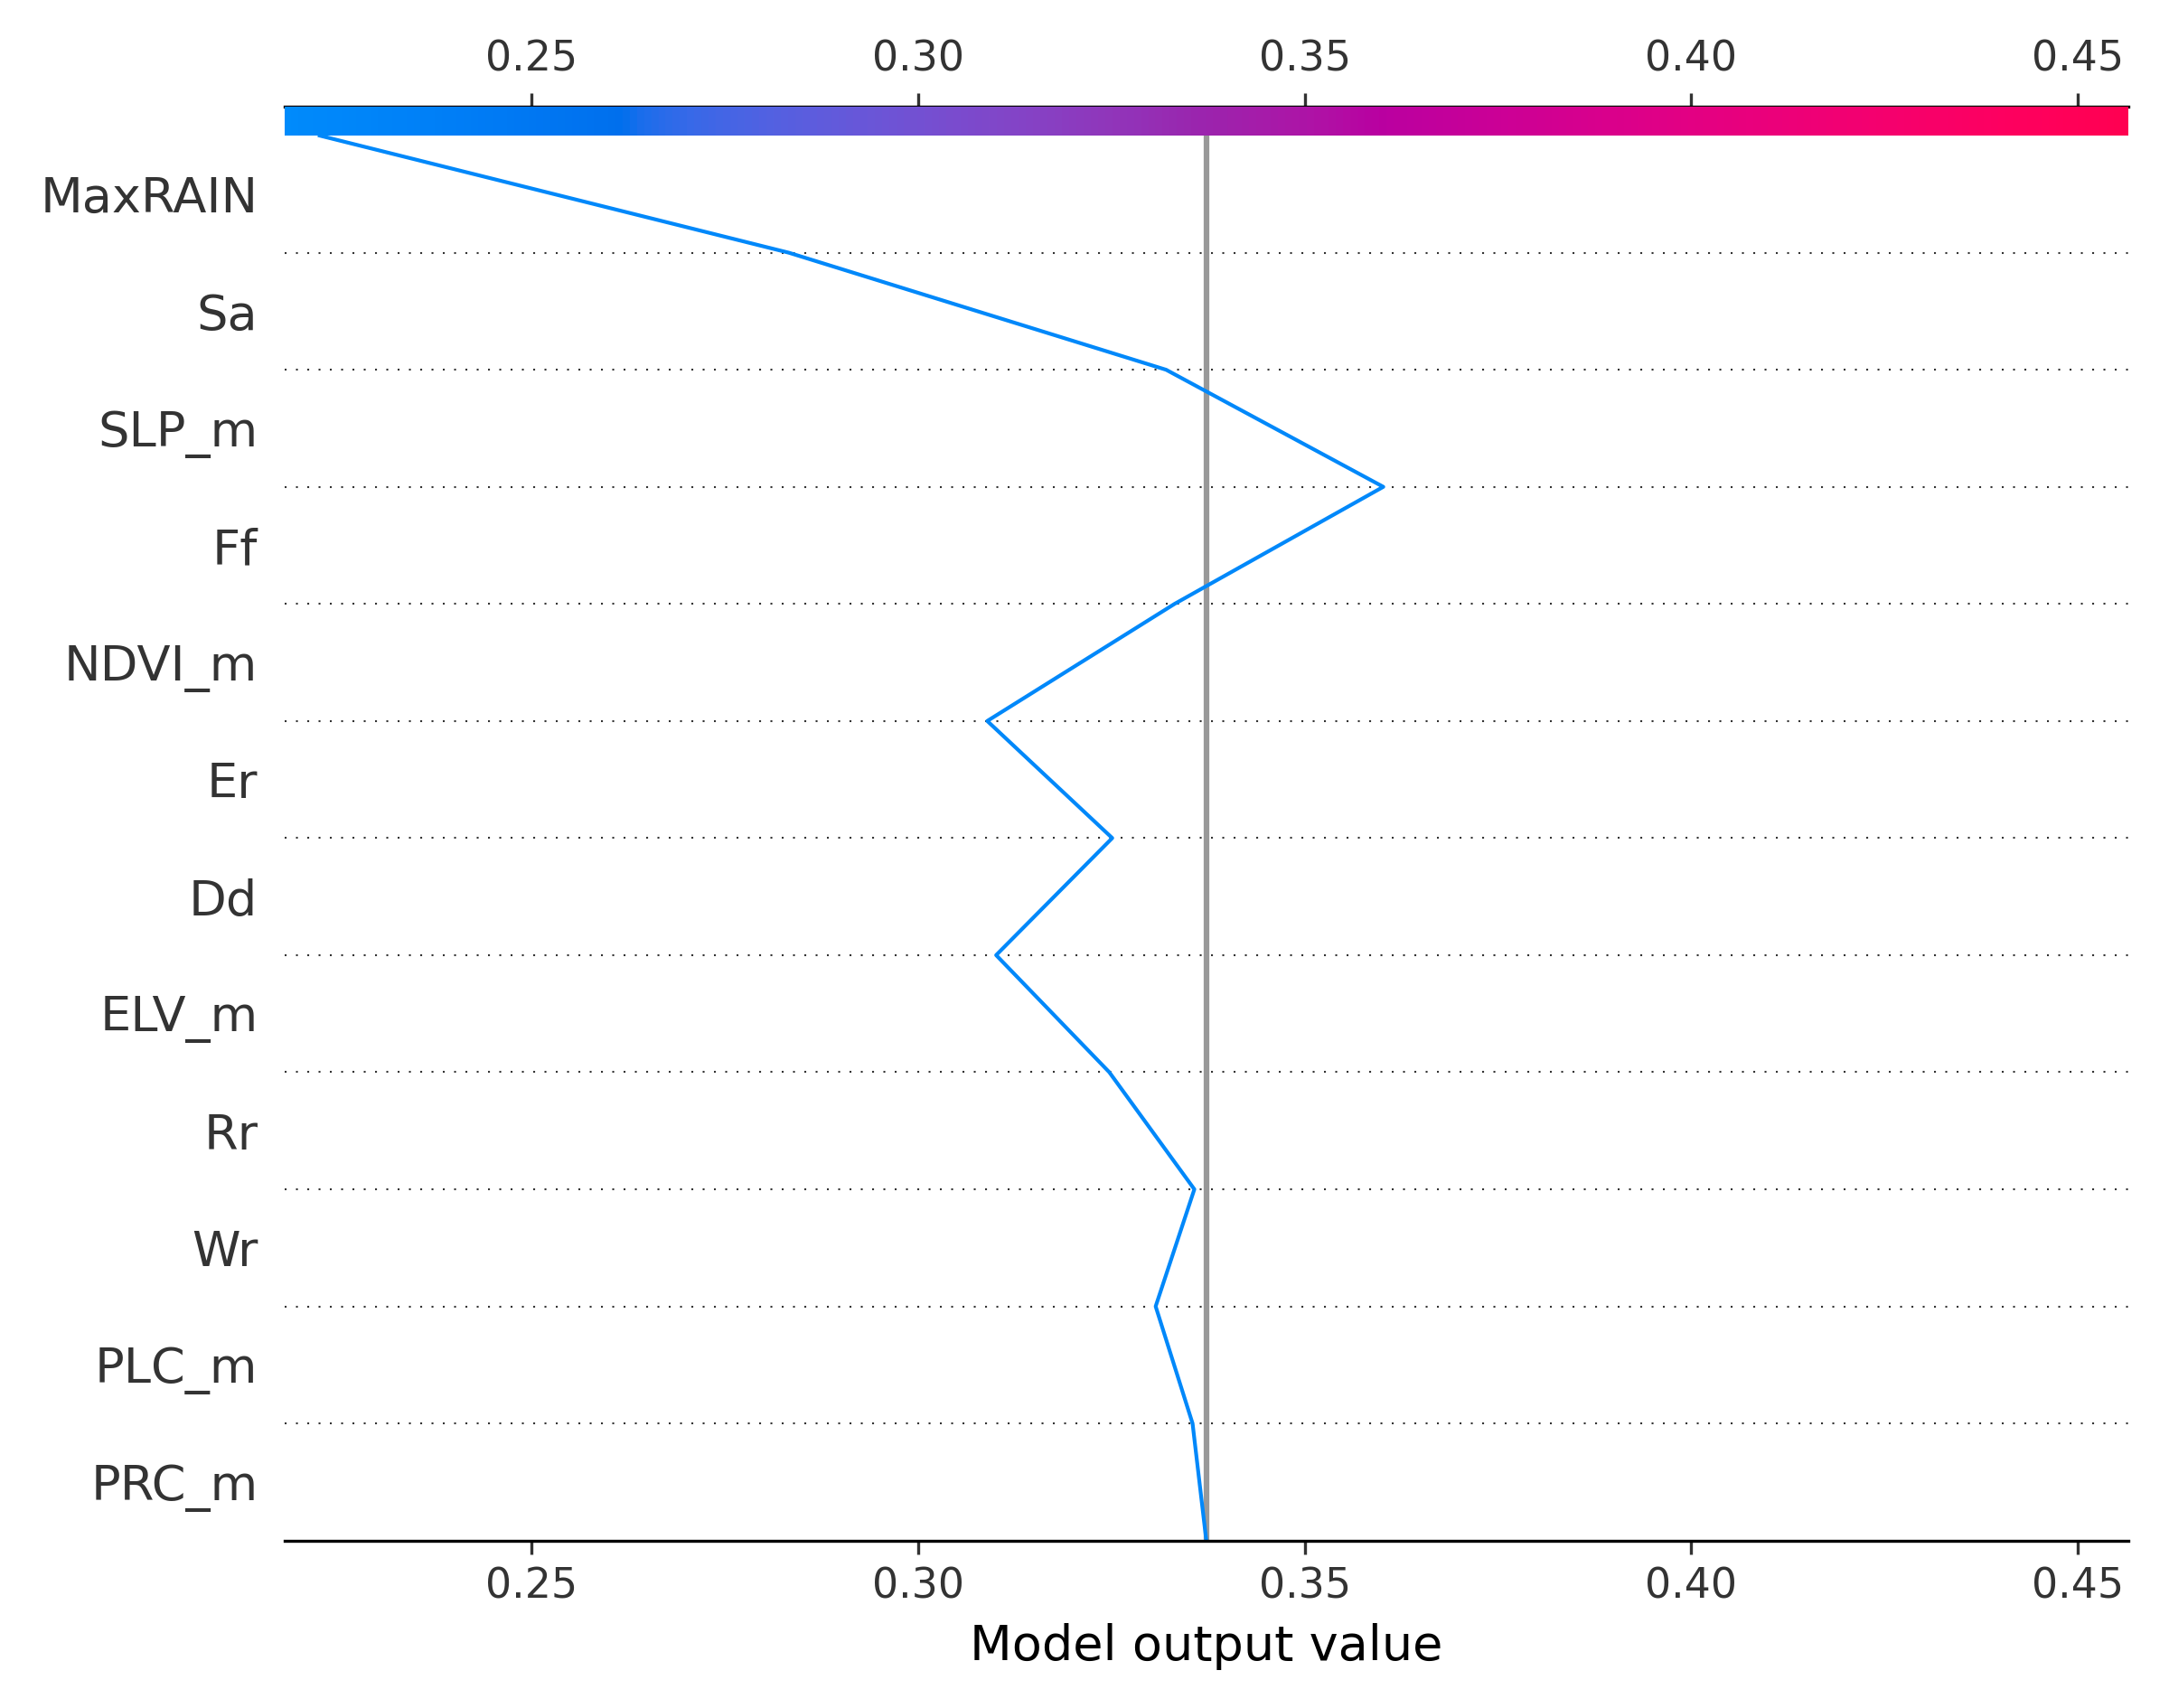 0.25 0.30 0.35 0.40 0.45
MaxRAIN
Sa
SLP_m
Ff
NDVI_m
Er
Dd
ELV_m
Rr
Wr
PLC_m
PRC_m
0.25 0.30 0.35 0.40 0.45
Model output value